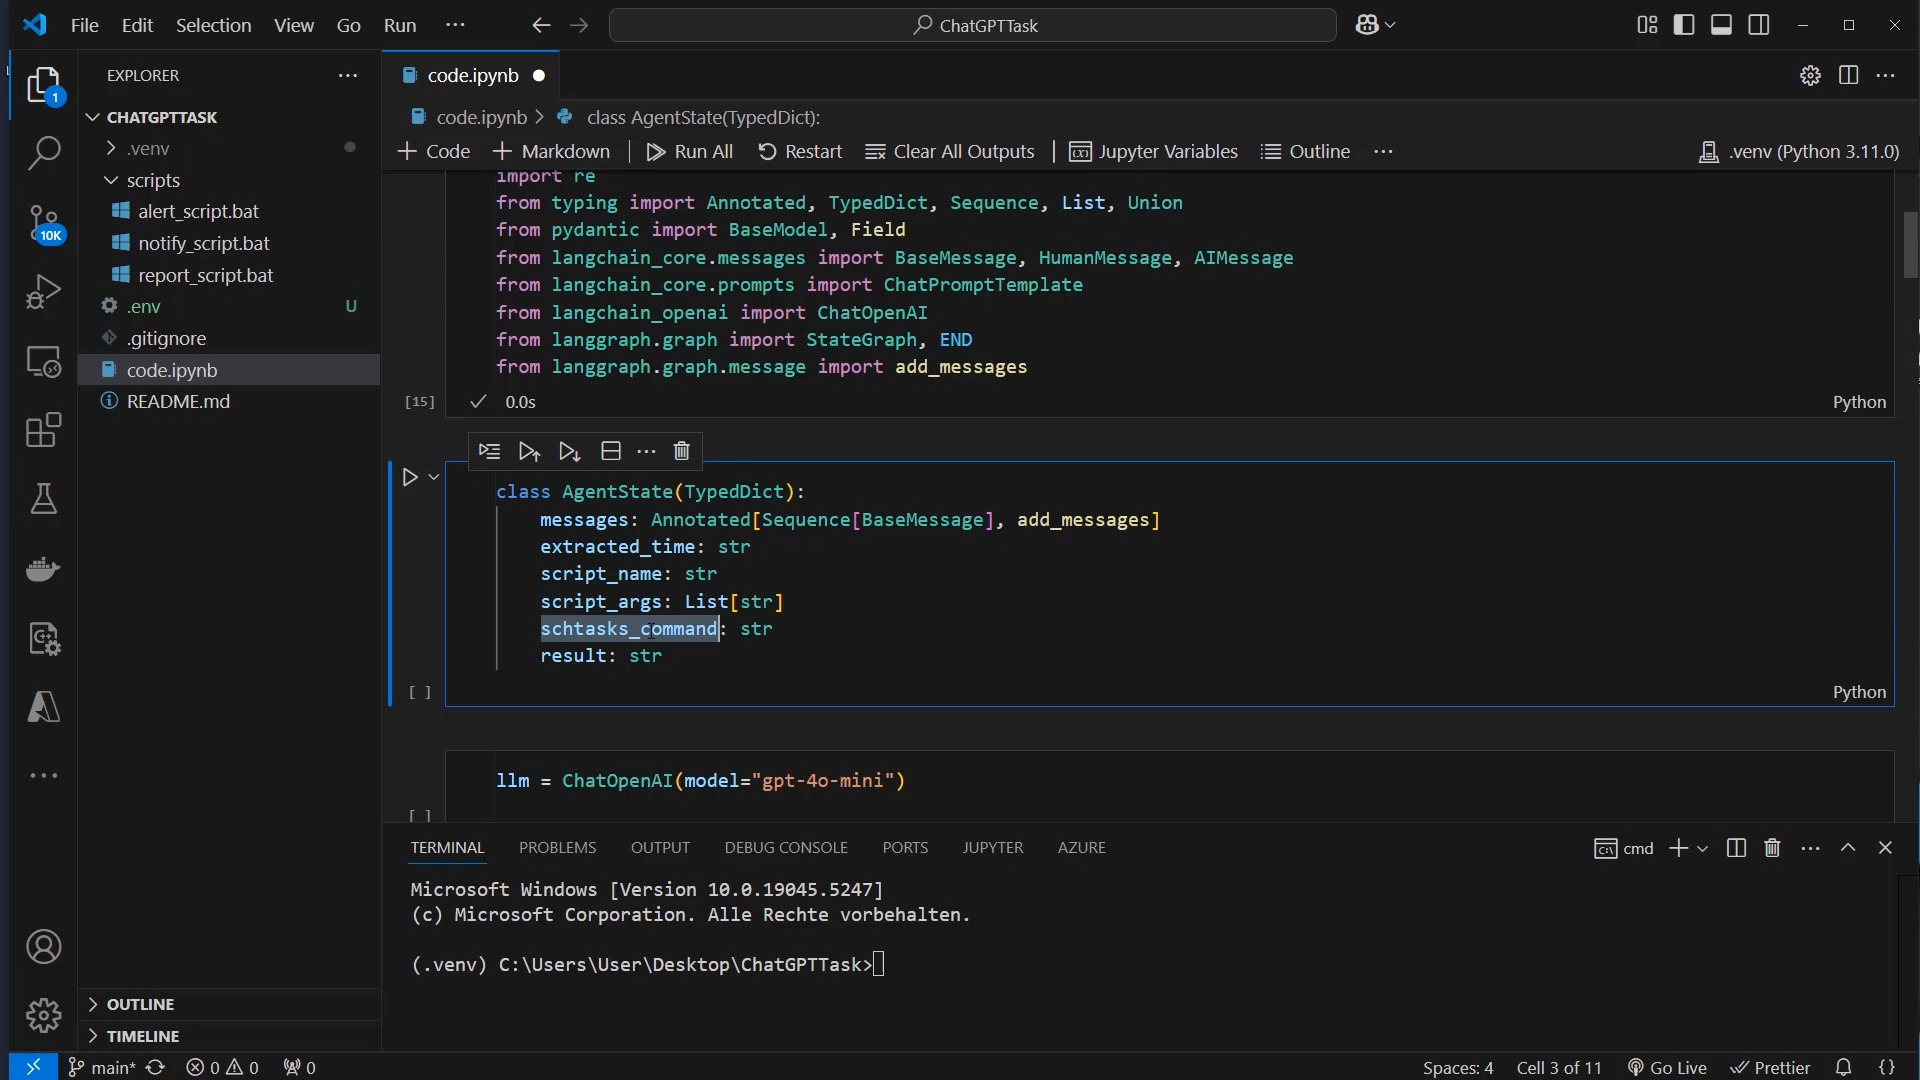 File Edit Selection View Go Run ··· ChatGPTTask
EXPLORER
1
CHATGPTTASK
.venv
scripts
alert_script.bat
notify_script.bat
10K
report_script.bat
.env U
.gitignore
code.ipynb
README.md
OUTLINE
TIMELINE
code.ipynb
code.ipynb > class AgentState(TypedDict):
+ Code + Markdown Run All Restart Clear All Outputs Jupyter Variables Outline ··· .venv (Python 3.11.0)
import re
from typing import Annotated, TypedDict, Sequence, List, Union
from pydantic import BaseModel, Field
from langchain_core.messages import BaseMessage, HumanMessage, AIMessage
from langchain_core.prompts import ChatPromptTemplate
from langchain_openai import ChatOpenAI
from langgraph.graph import StateGraph, END
from langgraph.graph.message import add_messages
[15] ✓ 0.0s Python
class AgentState(TypedDict):
messages: Annotated[Sequence[BaseMessage], add_messages]
extracted_time: str
script_name: str
script_args: List[str]
schtasks_command: str
result: str
[ ] Python
llm = ChatOpenAI(model="gpt-4o-mini")
[ ]
TERMINAL PROBLEMS OUTPUT DEBUG CONSOLE PORTS JUPYTER AZURE cmd
Microsoft Windows [Version 10.0.19045.5247]
(c) Microsoft Corporation. Alle Rechte vorbehalten.
(.venv) C:\Users\User\Desktop\ChatGPTTask>
main* 0 0 0 Spaces: 4 Cell 3 of 11 Go Live Prettier {}